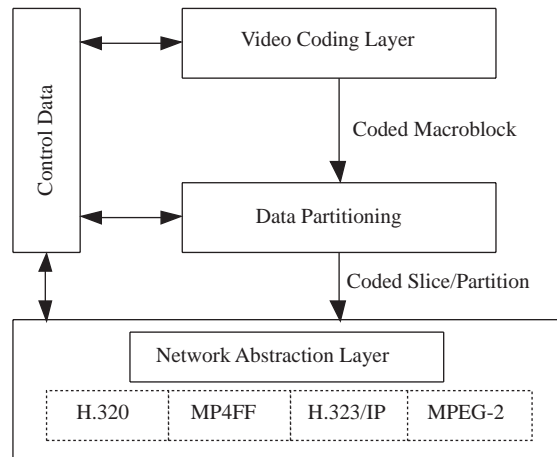 Video Coding Layer
Control Data
Coded Macroblock
Data Partitioning
Coded Slice/Partition
Network Abstraction Layer
H.320
MP4FF
H.323/IP
MPEG-2